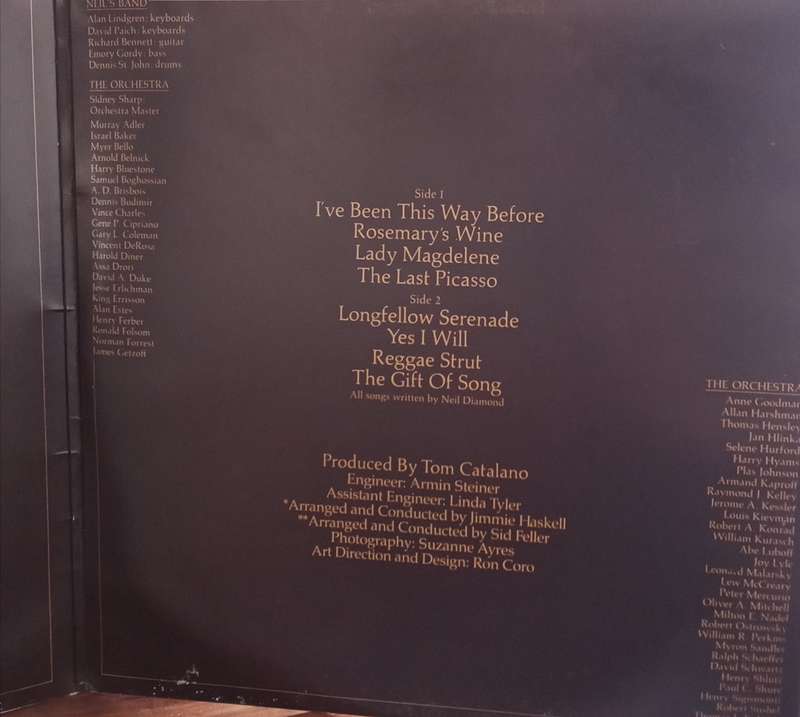 NEIL'S BAND
Alan Lindgren: keyboards
David Paich: keyboards
Richard Bennett: guitar
Emory Gordy: bass
Dennis St. John: drums
THE ORCHESTRA
Sidney Sharp:
Orchestra Master
Murray Adler
Israel Baker
Myer Bello
Arnold Belnick
Harry Bluestone
Samuel Boghossian
A. D. Brisbois
Dennis Budimir
Vince Charles
Gene P. Cipriano
Gary L. Coleman
Vincent DeRosa
Harold Diner
Assa Drori
David A. Duke
Jesse Erlichman
King Errisson
Alan Estes
Henry Ferber
Ronald Folsom
Norman Forrest
James Getzoff
Side 1
I've Been This Way Before
Rosemary's Wine
Lady Magdelene
The Last Picasso
Side 2
Longfellow Serenade
Yes I Will
Reggae Strut
The Gift Of Song
All songs written by Neil Diamond
Produced By Tom Catalano
Engineer: Armin Steiner
Assistant Engineer: Linda Tyler
*Arranged and Conducted by Jimmie Haskell
**Arranged and Conducted by Sid Feller
Photography: Suzanne Ayres
Art Direction and Design: Ron Coro
THE ORCHESTRA
Anne Goodman
Allan Harshman
Thomas Hensley
Jan Hlinka
Selene Hurford
Harry Hyams
Plas Johnson
Armand Kaproff
Raymond J. Kelley
Jerome A. Kessler
Louis Kievman
Robert A. Konrad
William Kurasch
Abe Luboff
Joy Lyle
Leonard Malarsky
Lew McCreary
Peter Mercurio
Oliver A. Mitchell
Milton E. Nadel
Robert Ostrowsky
William R. Perkins
Myron Sandler
Ralph Schaeffer
David Schwartz
Henry Shlutz
Paul C. Shure
Henry Sigismonti
Robert